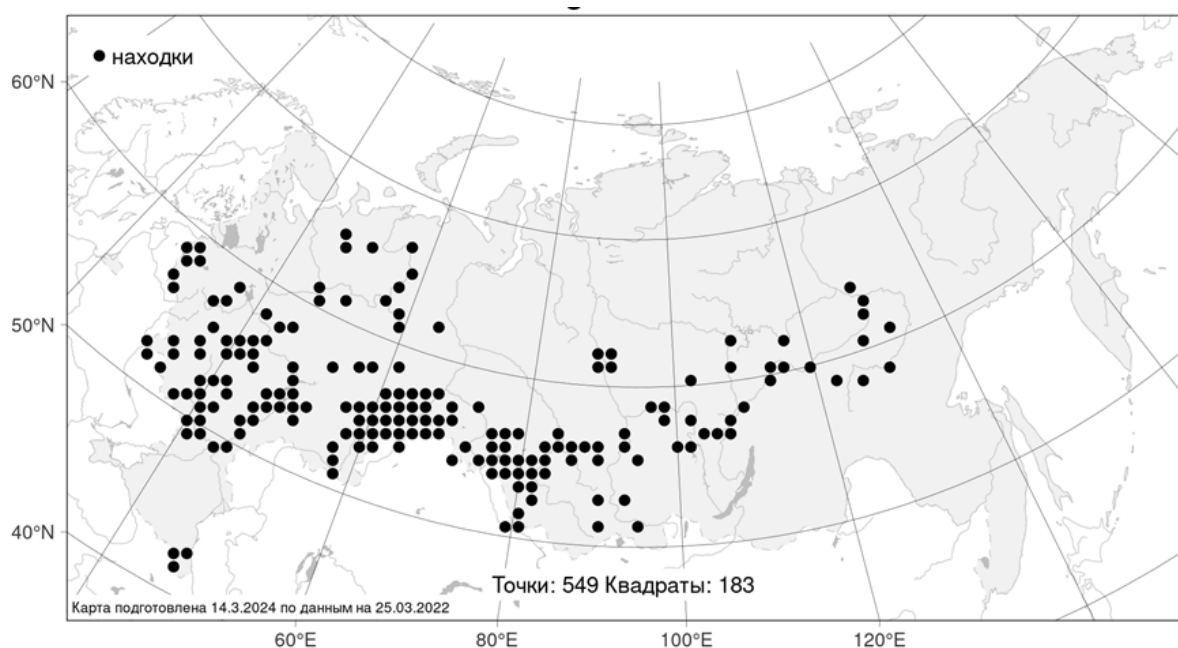 находки
60°N
50°N
40°N
Точки: 549 Квадраты: 183
Карта подготовлена 14.3.2024 по данным на 25.03.2022
60°E
80°E
100°E
120°E